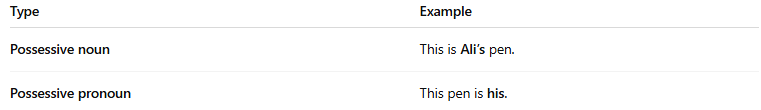 Type Example
Possessive noun This is Ali’s pen.
Possessive pronoun This pen is his.